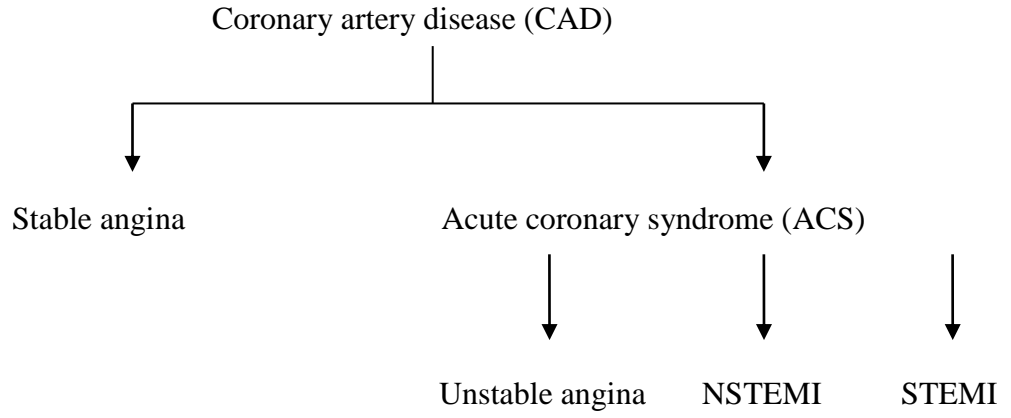 Coronary artery disease (CAD)
Stable angina
Acute coronary syndrome (ACS)
Unstable angina
NSTEMI
STEMI